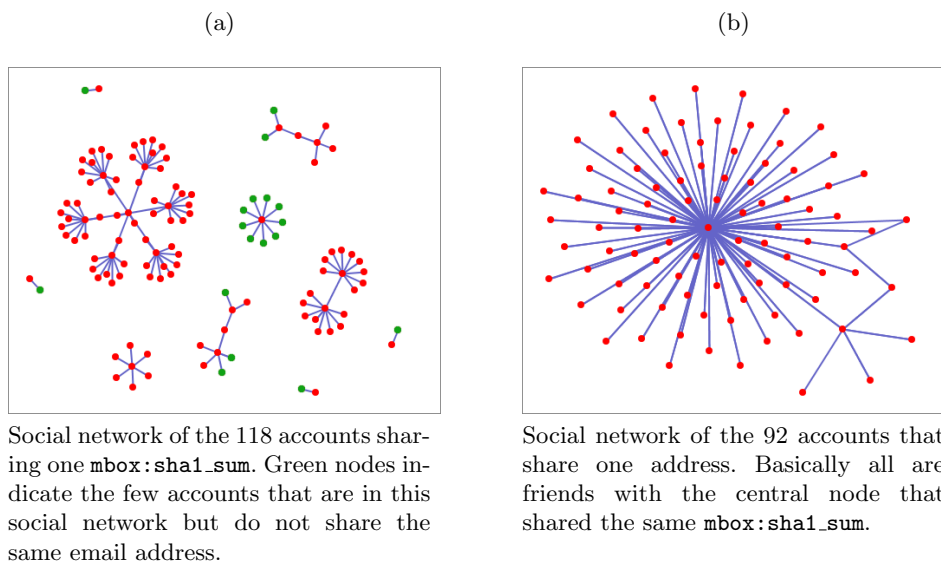 (a)
(b)
Social network of the 118 accounts shar-
ing one mbox:sha1_sum. Green nodes in-
dicate the few accounts that are in this
social network but do not share the
same email address.
Social network of the 92 accounts that
share one address. Basically all are
friends with the central node that
shared the same mbox:sha1_sum.